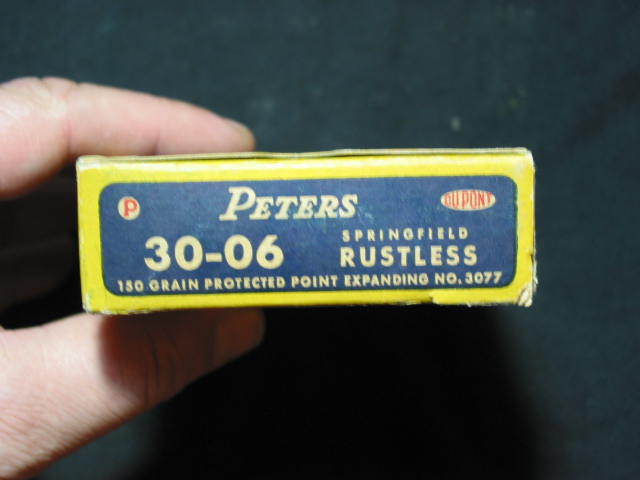 P PETERS DU PONT
30-06 SPRINGFIELD RUSTLESS
150 GRAIN PROTECTED POINT EXPANDING NO. 3077